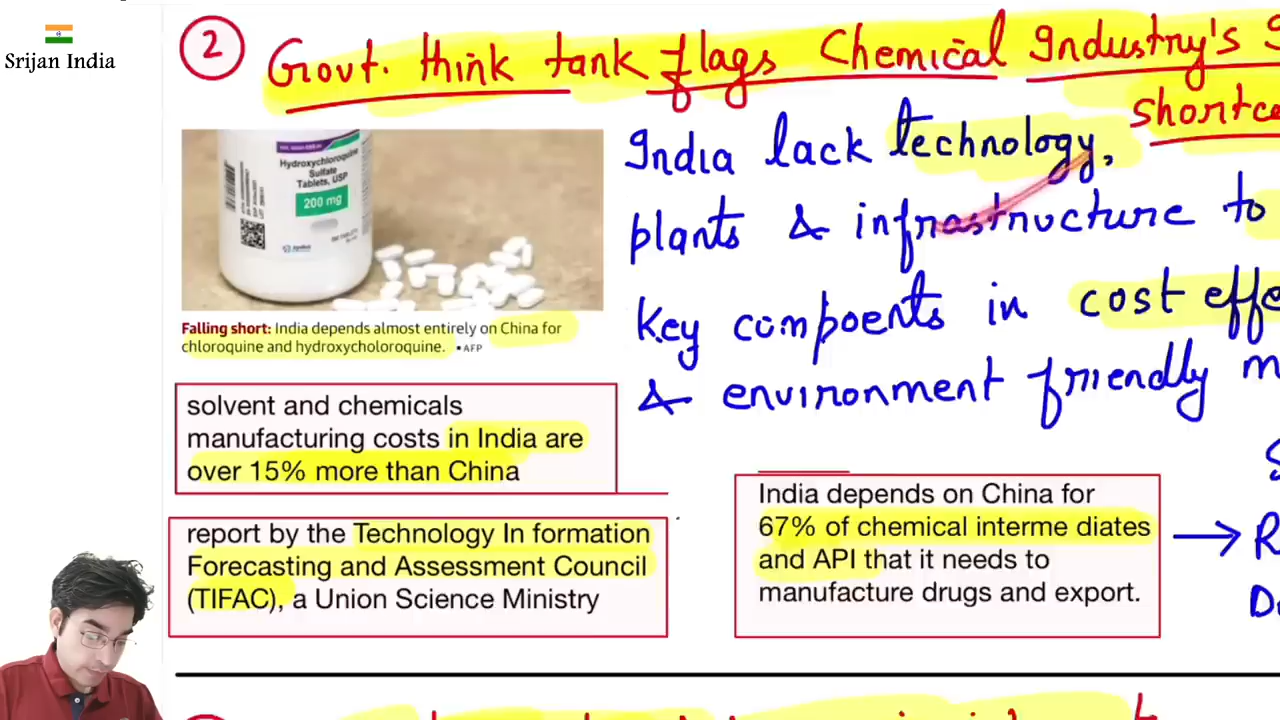 Srijan India
2
Govt. think tank flags Chemical Industry's
shortco
India lack technology,
plants & infrastructure to
key compoents in cost effe
& environment friendly m
Hydroxychloroquine
Sulfate
Tablets, USP
200 mg
Falling short: India depends almost entirely on China for
chloroquine and hydroxycholoroquine. • AFP
solvent and chemicals
manufacturing costs in India are
over 15% more than China
report by the Technology In formation
Forecasting and Assessment Council
(TIFAC), a Union Science Ministry
India depends on China for
67% of chemical interme diates
and API that it needs to
manufacture drugs and export.